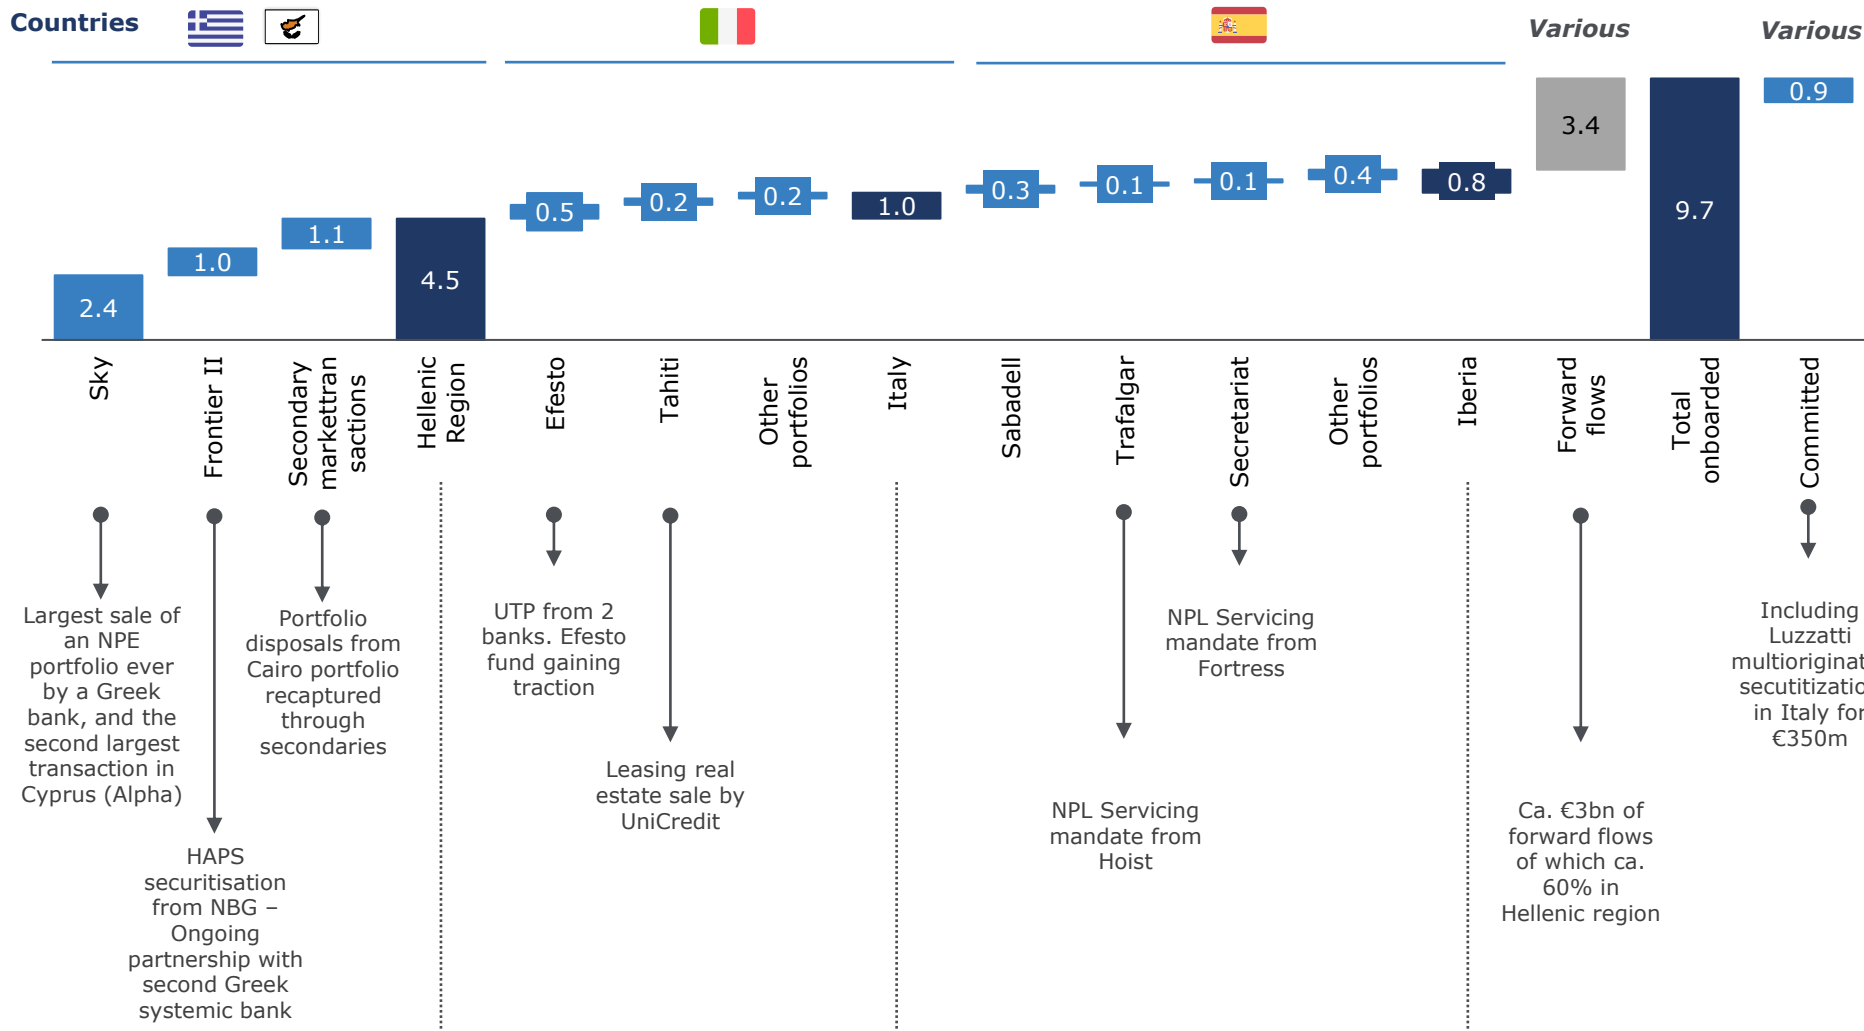 Countries
Various
Various
2.4
1.0
1.1
4.5
0.5
0.2
0.2
1.0
0.3
0.1
0.1
0.4
0.8
3.4
9.7
0.9
Sky
Frontier II
Secondary
markettran
sactions
Hellenic
Region
Efesto
Tahiti
Other
portfolios
Italy
Sabadell
Trafalgar
Secretariat
Other
portfolios
Iberia
Forward
flows
Total
onboarded
Committed
Largest sale of
an NPE
portfolio ever
by a Greek
bank, and the
second largest
transaction in
Cyprus (Alpha)
HAPS
securitisation
from NBG –
Ongoing
partnership with
second Greek
systemic bank
Portfolio
disposals from
Cairo portfolio
recaptured
through
secondaries
UTP from 2
banks. Efesto
fund gaining
traction
Leasing real
estate sale by
UniCredit
NPL Servicing
mandate from
Hoist
NPL Servicing
mandate from
Fortress
Ca. €3bn of
forward flows
of which ca.
60% in
Hellenic region
Including
Luzzatti
multioriginat
secutitizatio
in Italy for
€350m